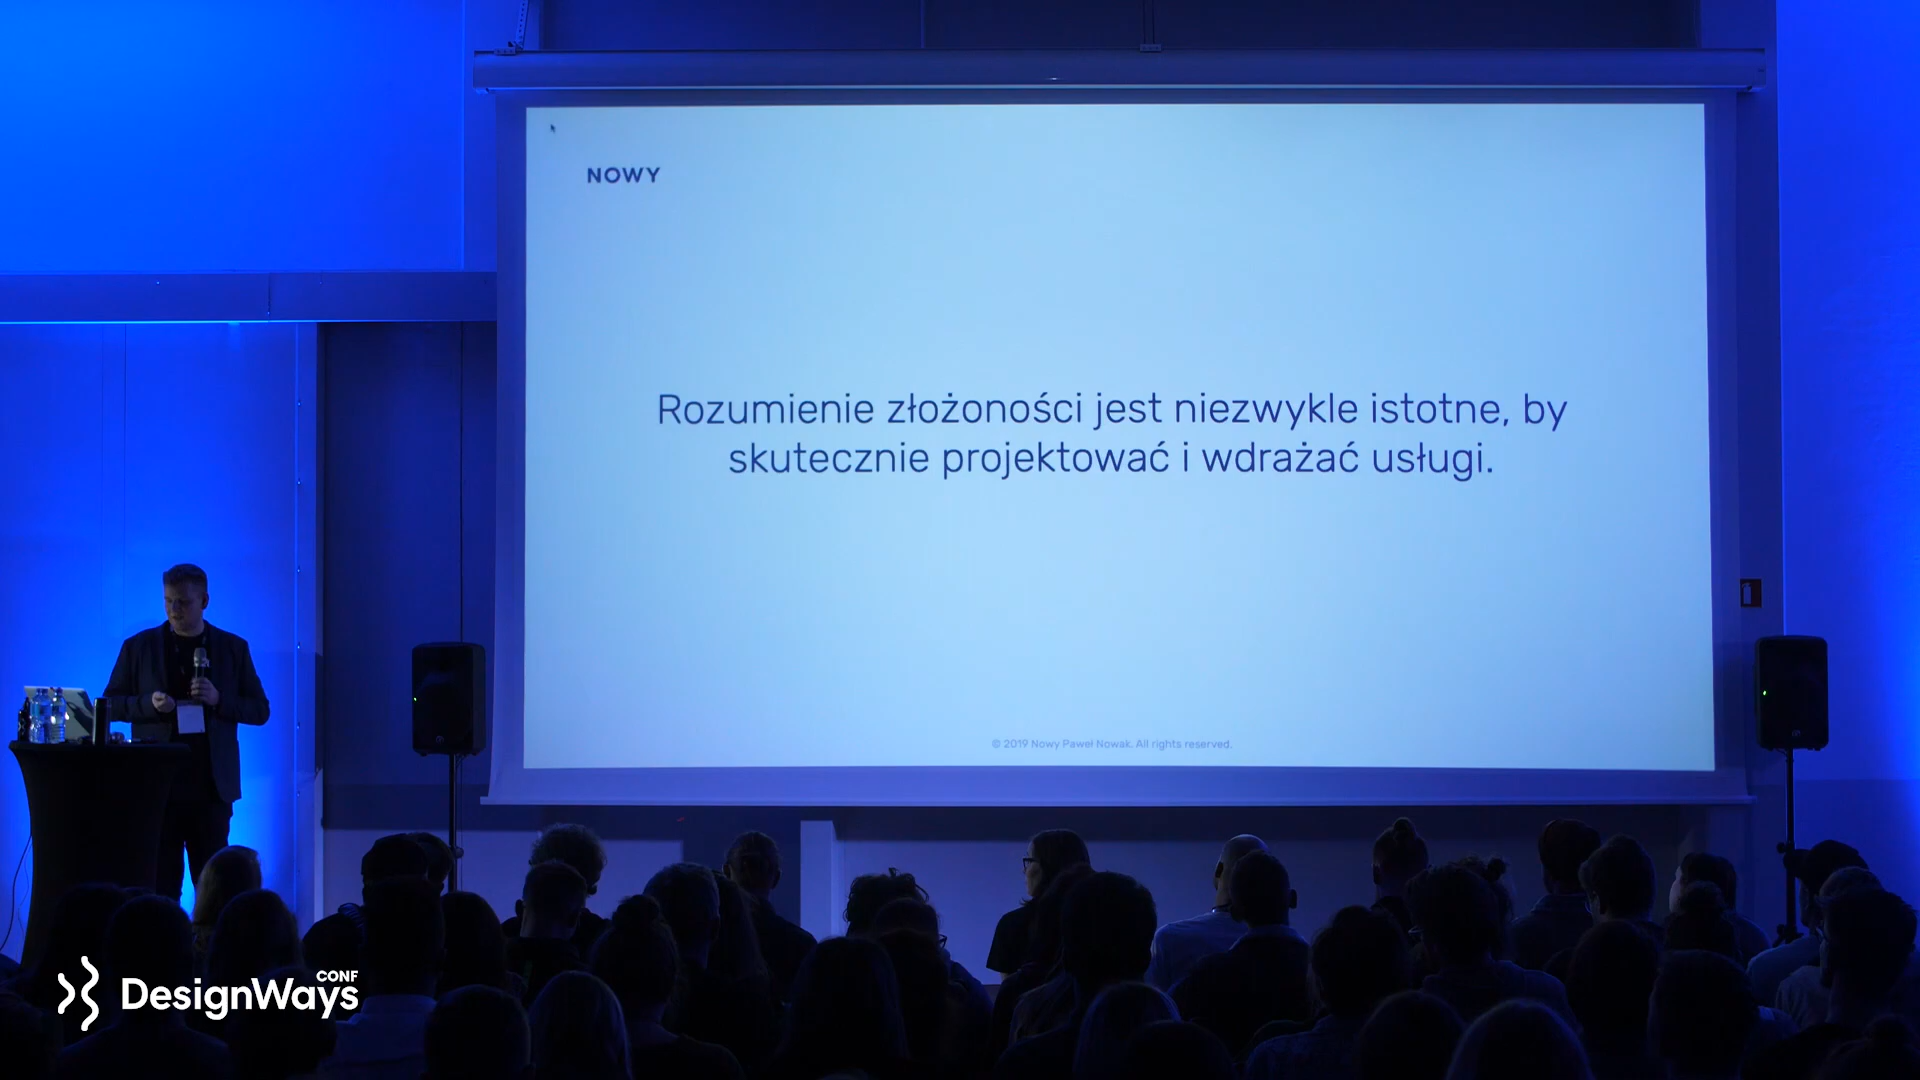 NOWY
Rozumienie złożoności jest niezwykle istotne, by
skutecznie projektować i wdrażać usługi.
© 2019 Nowy Paweł Nowak. All rights reserved.
DesignWays CONF